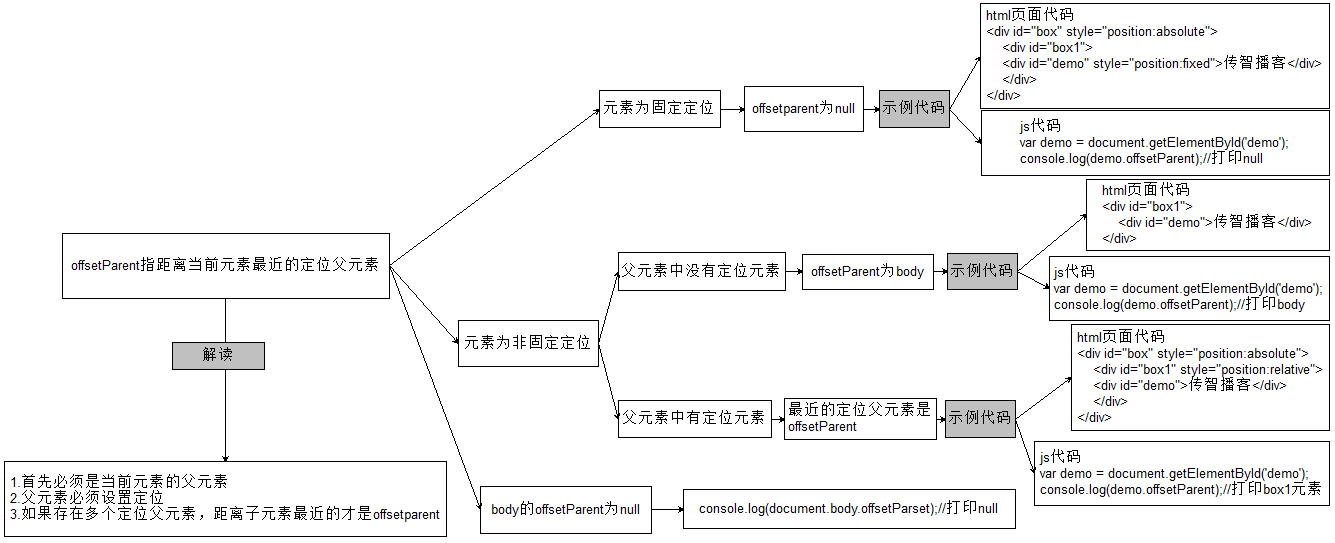 offsetParent指距离当前元素最近的定位父元素
解读
1.首先必须是当前元素的父元素
2.父元素必须设置定位
3.如果存在多个定位父元素，距离子元素最近的才是offsetparent
元素为固定定位
offsetparent为null
示例代码
html页面代码
<div id="box" style="position:absolute">
<div id="box1">
<div id="demo" style="position:fixed">传智播客</div>
</div>
</div>
js代码
var demo = document.getElementById('demo');
console.log(demo.offsetParent);//打印null
元素为非固定定位
父元素中没有定位元素
offsetParent为body
示例代码
html页面代码
<div id="box1">
<div id="demo">传智播客</div>
</div>
js代码
var demo = document.getElementById('demo');
console.log(demo.offsetParent);//打印body
父元素中有定位元素
最近的定位父元素是
offsetParent
示例代码
html页面代码
<div id="box" style="position:absolute">
<div id="box1" style="position:relative">
<div id="demo">传智播客</div>
</div>
</div>
js代码
var demo = document.getElementById('demo');
console.log(demo.offsetParent);//打印box1元素
body的offsetParent为null
console.log(document.body.offsetParset);//打印null